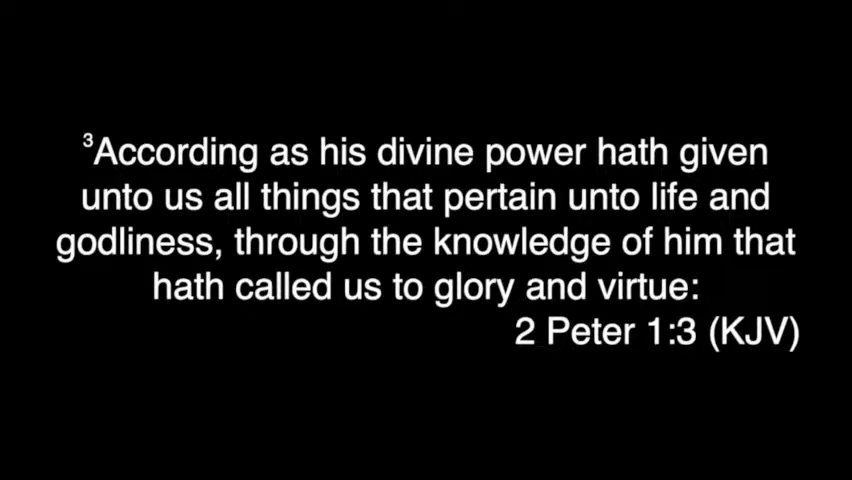 ³According as his divine power hath given
unto us all things that pertain unto life and
godliness, through the knowledge of him that
hath called us to glory and virtue:
2 Peter 1:3 (KJV)